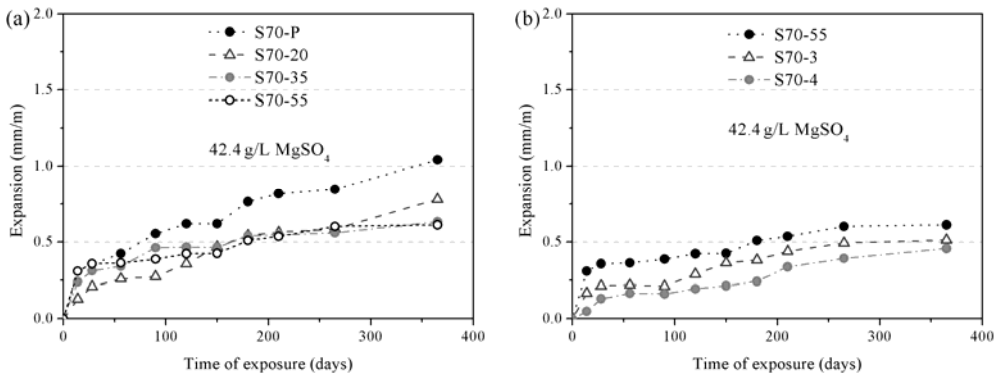 (a)
2.0
1.5
1.0
0.5
0.0
Expansion (mm/m)
S70-P
S70-20
S70-35
S70-55
42.4 g/L MgSO₄
0
100
200
300
400
Time of exposure (days)
(b)
2.0
1.5
1.0
0.5
0.0
Expansion (mm/m)
S70-55
S70-3
S70-4
42.4 g/L MgSO₄
0
100
200
300
400
Time of exposure (days)